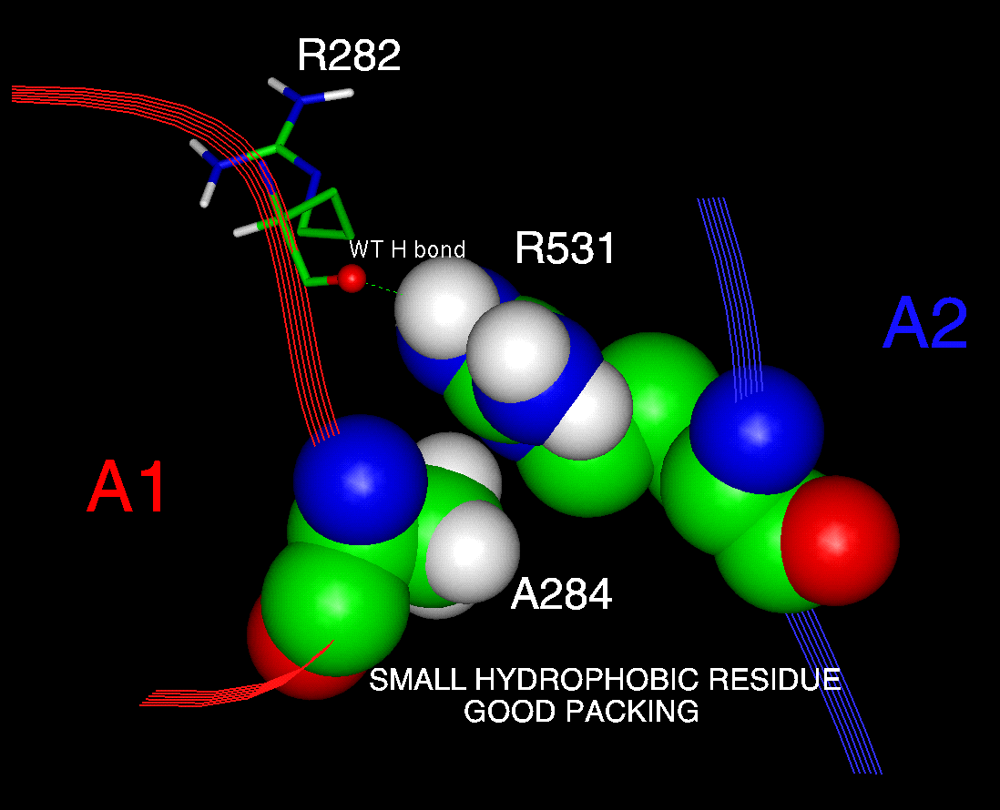 R282
WT H bond
R531
A2
A1
A284
SMALL HYDROPHOBIC RESIDUE
GOOD PACKING